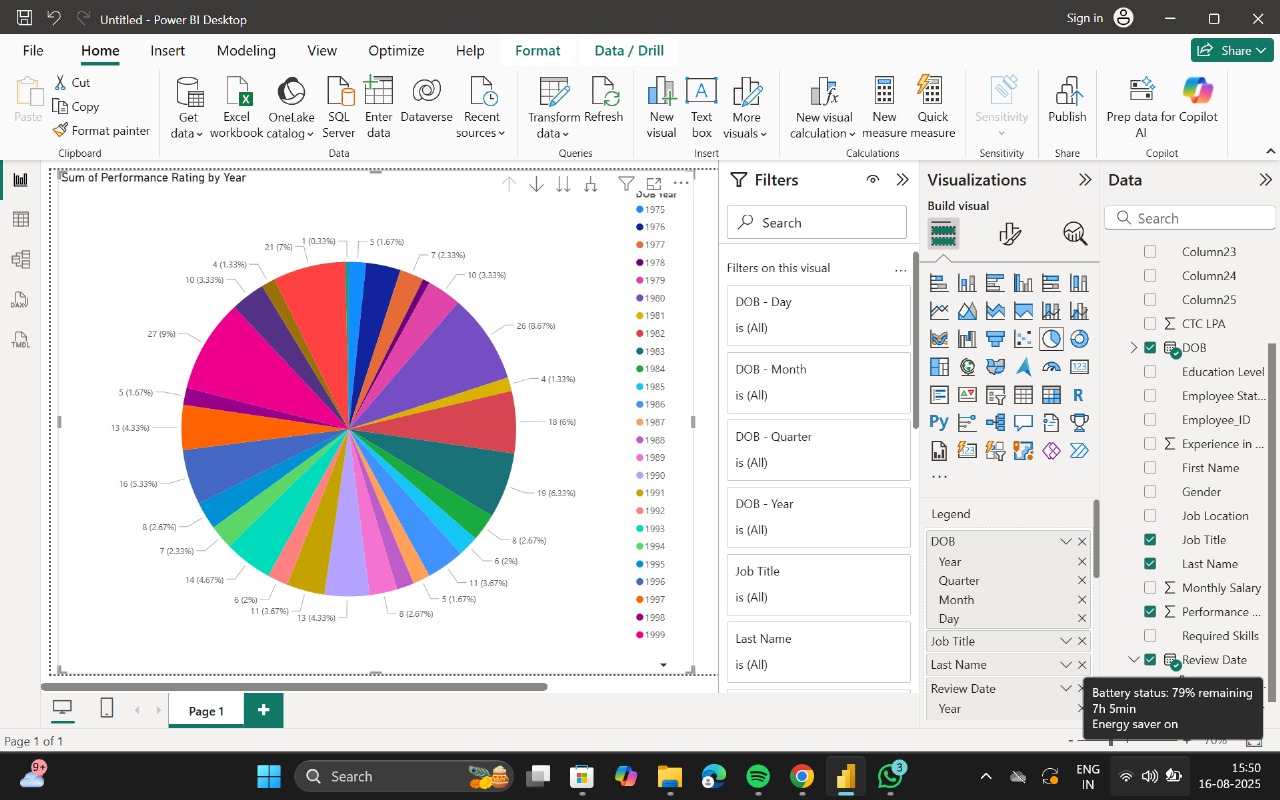 Untitled - Power BI Desktop
Sign in
File
Home
Insert
Modeling
View
Optimize
Help
Format
Data / Drill
Share
Paste
Cut
Copy
Format painter
Get data
Excel workbook
OneLake catalog
SQL Server
Enter data
Dataverse
Recent sources
Transform data
Refresh
New visual
Text box
More visuals
New visual calculation
New measure
Quick measure
Sensitivity
Publish
Prep data for AI
Copilot
Clipboard
Data
Queries
Insert
Calculations
Sensitivity
Share
Copilot
Sum of Performance Rating by Year
DOB Year
1975
1976
1977
1978
1979
1980
1981
1982
1983
1984
1985
1986
1987
1988
1989
1990
1991
1992
1993
1994
1995
1996
1997
1998
1999
1 (0.33%)
5 (1.67%)
7 (2.33%)
10 (3.33%)
26 (8.67%)
4 (1.33%)
18 (6%)
19 (6.33%)
8 (2.67%)
6 (2%)
11 (3.67%)
5 (1.67%)
8 (2.67%)
13 (4.33%)
11 (3.67%)
6 (2%)
14 (4.67%)
7 (2.33%)
8 (2.67%)
16 (5.33%)
13 (4.33%)
5 (1.67%)
27 (9%)
10 (3.33%)
4 (1.33%)
21 (7%)
Filters
Search
Filters on this visual
DOB - Day
is (All)
DOB - Month
is (All)
DOB - Quarter
is (All)
DOB - Year
is (All)
Job Title
is (All)
Last Name
is (All)
Visualizations
Build visual
123
R
Py
Legend
DOB
Year
Quarter
Month
Day
Job Title
Last Name
Review Date
Year
Data
Search
Column23
Column24
Column25
CTC LPA
DOB
Education Level
Employee Stat...
Employee_ID
Experience in ...
First Name
Gender
Job Location
Job Title
Last Name
Monthly Salary
Performance ...
Required Skills
Review Date
Battery status: 79% remaining
7h 5min
Energy saver on
DAX
TMDL
Page 1
Page 1 of 1
70%
9+
Search
3
ENG
IN
15:50
16-08-2025